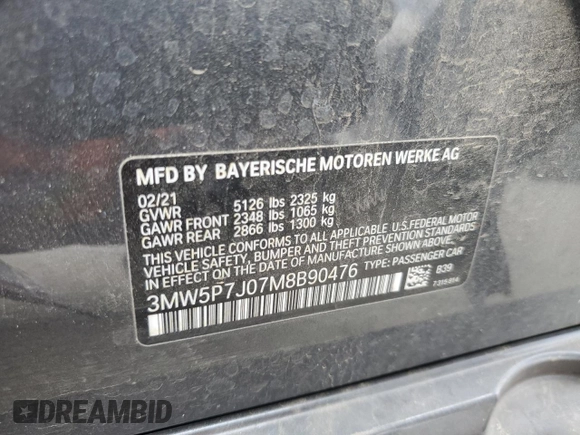 MFD BY BAYERISCHE MOTOREN WERKE AG
02/21
GVWR 5126 lbs 2325 kg
GAWR FRONT 2348 lbs 1065 kg
GAWR REAR 2866 lbs 1300 kg
THIS VEHICLE CONFORMS TO ALL APPLICABLE U.S.FEDERAL MOTOR
VEHICLE SAFETY, BUMPER AND THEFT PREVENTION STANDARDS IN
EFFECT ON THE DATE OF MANUFACTURE SHOWN ABOVE.
3MW5P7J07M8B90476 TYPE: PASSENGER CAR
B39
DREAMBID